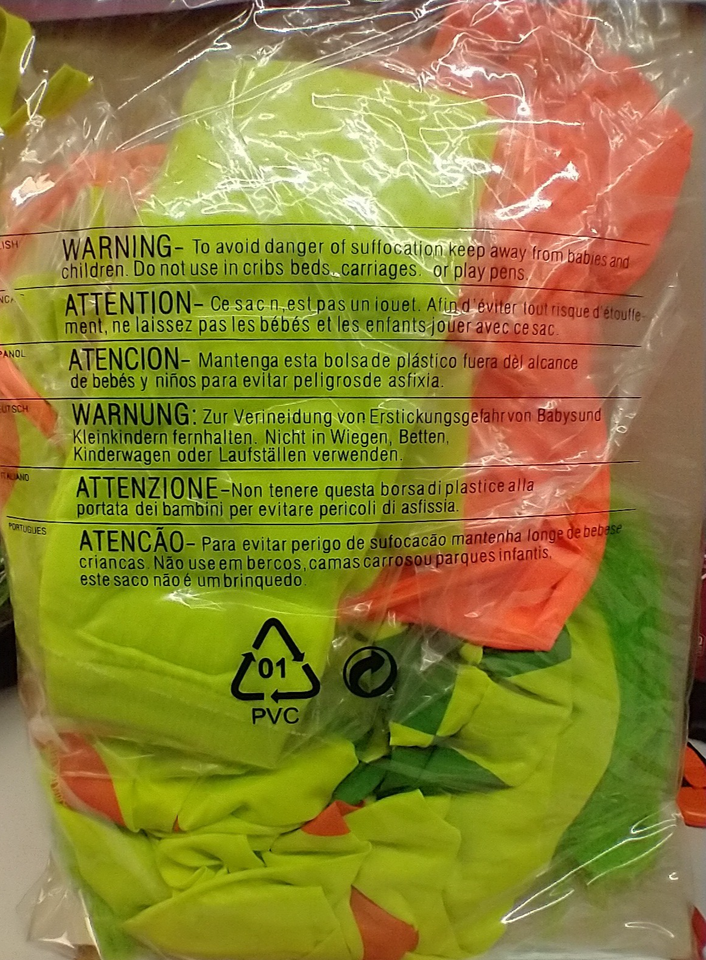 WARNING- To avoid danger of suffocation keep away from babies and
children. Do not use in cribs beds, carriages, or play pens.
ATTENTION- Ce sac n,est pas un iouet. Afin d'éviter tout risque d'étouffe-
ment, ne laissez pas les bébés et les enfants jouer avec ce sac.
PANOL
ATENCION- Mantenga esta bolsa de plástico fuera del alcance
de bebés y niños para evitar peligrosde asfixia.
UTSCH
WARNUNG: Zur Verineidung von Erstickungsgefahr von Babysund
Kleinkindern fernhalten. Nicht in Wiegen, Betten,
Kinderwagen oder Laufställen verwenden.
ITALIANO
ATTENZIONE-Non tenere questa borsa di plastice alla
portata dei bambini per evitare pericoli di asfissia.
PORTUGUES
ATENCÃO- Para evitar perigo de sufocacão mantenha longe de bebese
criancas. Não use em bercos, camas carrosou parques infantis.
este saco não é um brinquedo.
01
PVC